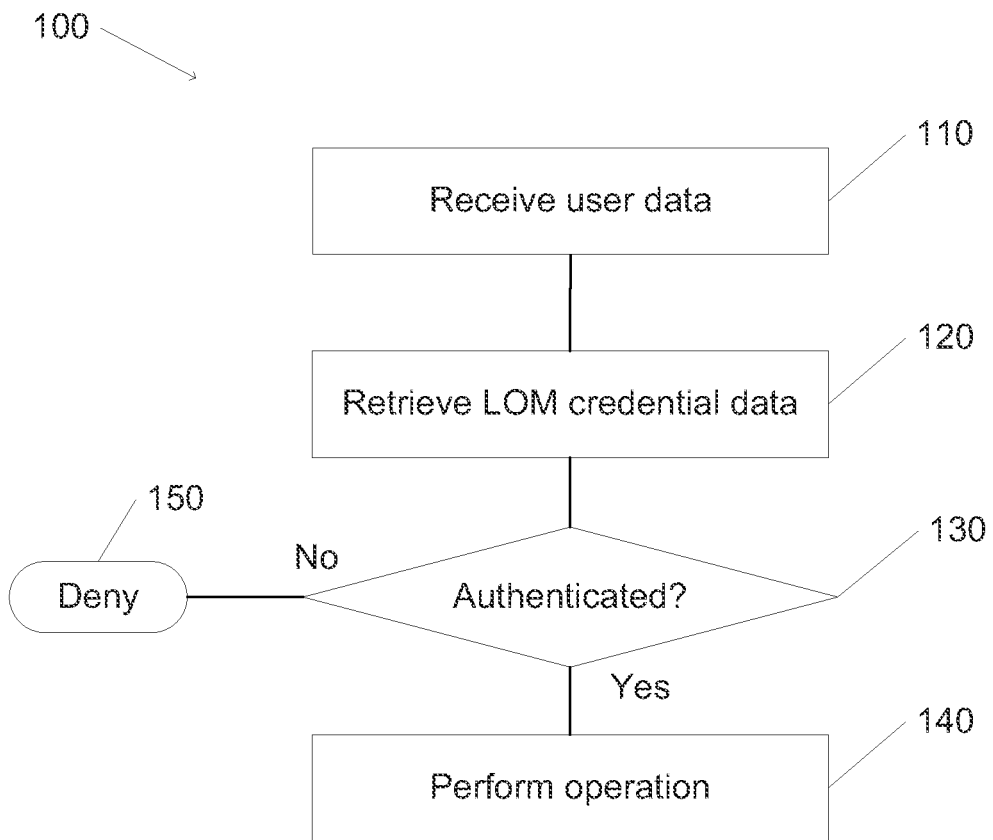 100
110
Receive user data
120
Retrieve LOM credential data
150
130
No
Deny
Authenticated?
Yes
140
Perform operation